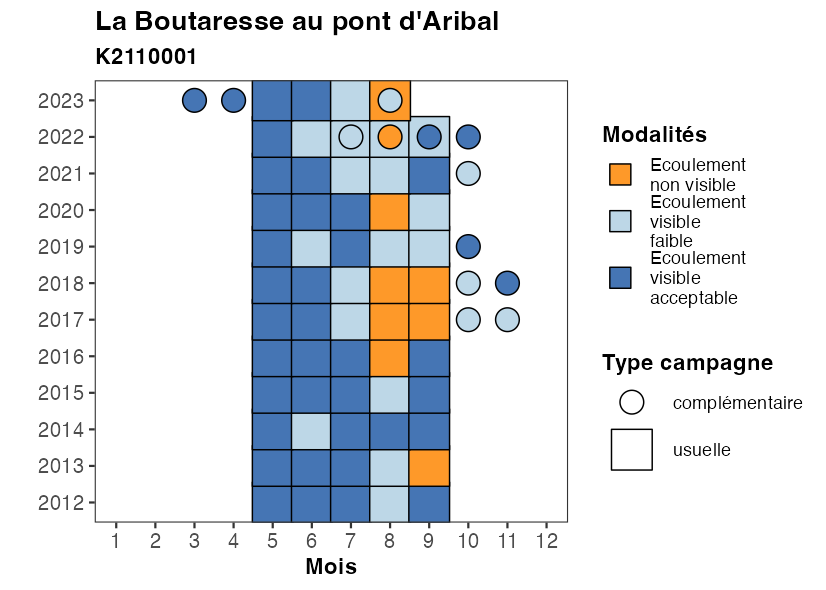 La Boutaresse au pont d'Aribal
K2110001
2023
2022
2021
2020
2019
2018
2017
2016
2015
2014
2013
2012
1 2 3 4 5 6 7 8 9 10 11 12
Mois
Modalités
Ecoulement
non visible
Ecoulement
visible
faible
Ecoulement
visible
acceptable
Type campagne
complémentaire
usuelle